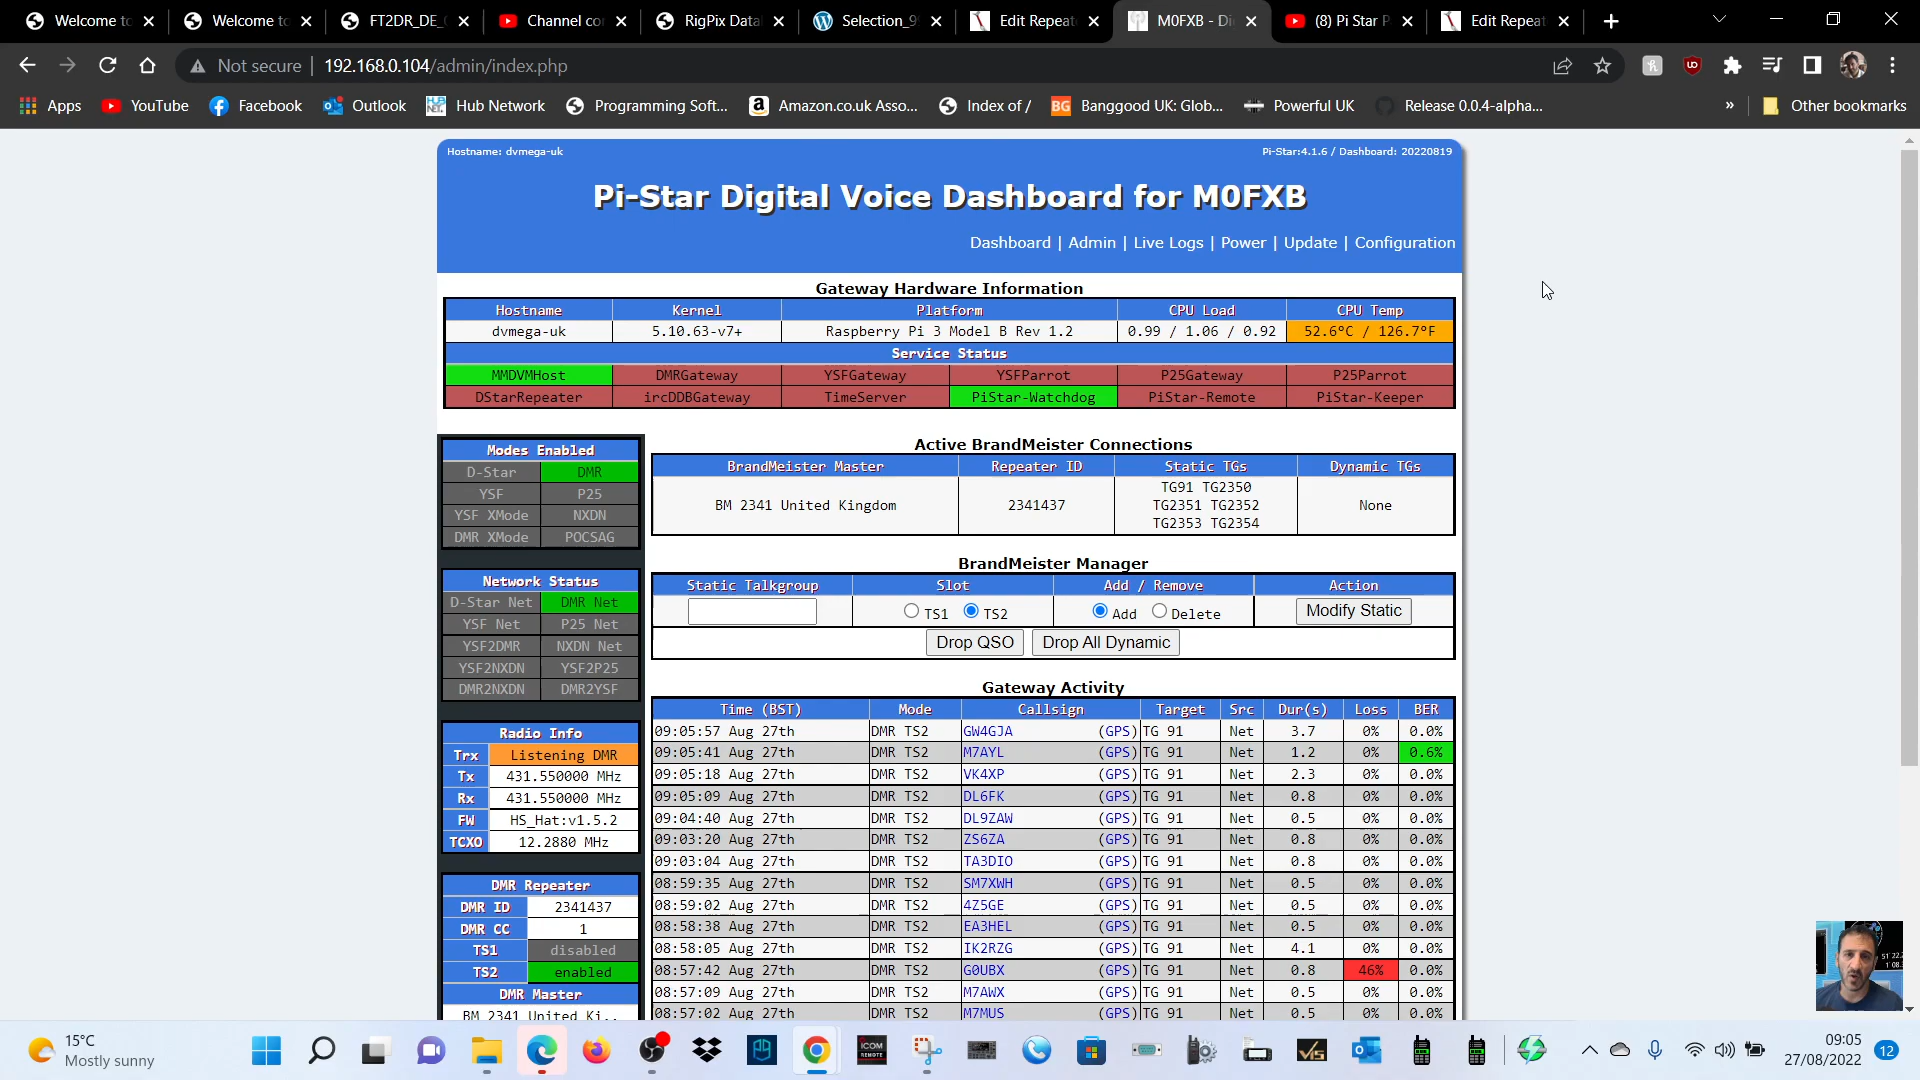 Welcome to
Welcome to
FT2DR_DE_
Channel co
RigPix Data
Selection_9
Edit Repeat
M0FXB - Di
(8) Pi Star P
Edit Repeat
Not secure | 192.168.0.104/admin/index.php
Apps YouTube Facebook Outlook Hub Network Programming Soft... Amazon.co.uk Asso... Index of / Banggood UK: Glob... Powerful UK Release 0.0.4-alpha... » Other bookmarks
Hostname: dvmega-uk Pi-Star:4.1.6 / Dashboard: 20220819
Pi-Star Digital Voice Dashboard for M0FXB
Dashboard | Admin | Live Logs | Power | Update | Configuration
Gateway Hardware Information
Hostname Kernel Platform CPU Load CPU Temp
dvmega-uk 5.10.63-v7+ Raspberry Pi 3 Model B Rev 1.2 0.99 / 1.06 / 0.92 52.6ºC / 126.7ºF
Service Status
MMDVMHost DMRGateway YSFGateway YSFParrot P25Gateway P25Parrot
DStarRepeater ircDDBGateway TimeServer PiStar-Watchdog PiStar-Remote PiStar-Keeper
Modes Enabled
D-Star DMR
YSF P25
YSF XMode NXDN
DMR XMode POCSAG
Network Status
D-Star Net DMR Net
YSF Net P25 Net
YSF2DMR NXDN Net
YSF2NXDN YSF2P25
DMR2NXDN DMR2YSF
Radio Info
Trx Listening DMR
Tx 431.550000 MHz
Rx 431.550000 MHz
FW HS_Hat:v1.5.2
TCXO 12.2880 MHz
DMR Repeater
DMR ID 2341437
DMR CC 1
TS1 disabled
TS2 enabled
DMR Master
BM 2341 United Ki..
Active BrandMeister Connections
BrandMeister Master Repeater ID Static TGs Dynamic TGs
BM 2341 United Kingdom 2341437 TG91 TG2350 None
TG2351 TG2352
TG2353 TG2354
BrandMeister Manager
Static Talkgroup Slot Add / Remove Action
TS1 TS2 Add Delete Modify Static
Drop QSO Drop All Dynamic
Gateway Activity
Time (BST) Mode Callsign Target Src Dur(s) Loss BER
09:05:57 Aug 27th DMR TS2 GW4GJA (GPS) TG 91 Net 3.7 0% 0.0%
09:05:41 Aug 27th DMR TS2 M7AYL (GPS) TG 91 Net 1.2 0% 0.6%
09:05:18 Aug 27th DMR TS2 VK4XP (GPS) TG 91 Net 2.3 0% 0.0%
09:05:09 Aug 27th DMR TS2 DL6FK (GPS) TG 91 Net 0.8 0% 0.0%
09:04:40 Aug 27th DMR TS2 DL9ZAW (GPS) TG 91 Net 0.5 0% 0.0%
09:03:20 Aug 27th DMR TS2 ZS6ZA (GPS) TG 91 Net 0.8 0% 0.0%
09:03:04 Aug 27th DMR TS2 TA3DIO (GPS) TG 91 Net 0.8 0% 0.0%
08:59:35 Aug 27th DMR TS2 SM7XWH (GPS) TG 91 Net 0.5 0% 0.0%
08:59:02 Aug 27th DMR TS2 4Z5GE (GPS) TG 91 Net 0.5 0% 0.0%
08:58:38 Aug 27th DMR TS2 EA3HEL (GPS) TG 91 Net 0.5 0% 0.0%
08:58:05 Aug 27th DMR TS2 IK2RZG (GPS) TG 91 Net 4.1 0% 0.0%
08:57:42 Aug 27th DMR TS2 G0UBX (GPS) TG 91 Net 0.8 46% 0.0%
08:57:09 Aug 27th DMR TS2 M7AWX (GPS) TG 91 Net 0.5 0% 0.0%
08:57:02 Aug 27th DMR TS2 M7MUS (GPS) TG 91 Net 0.5 0% 0.0%
15°C
Mostly sunny
ICOM
REMOTE
09:05
27/08/2022
12